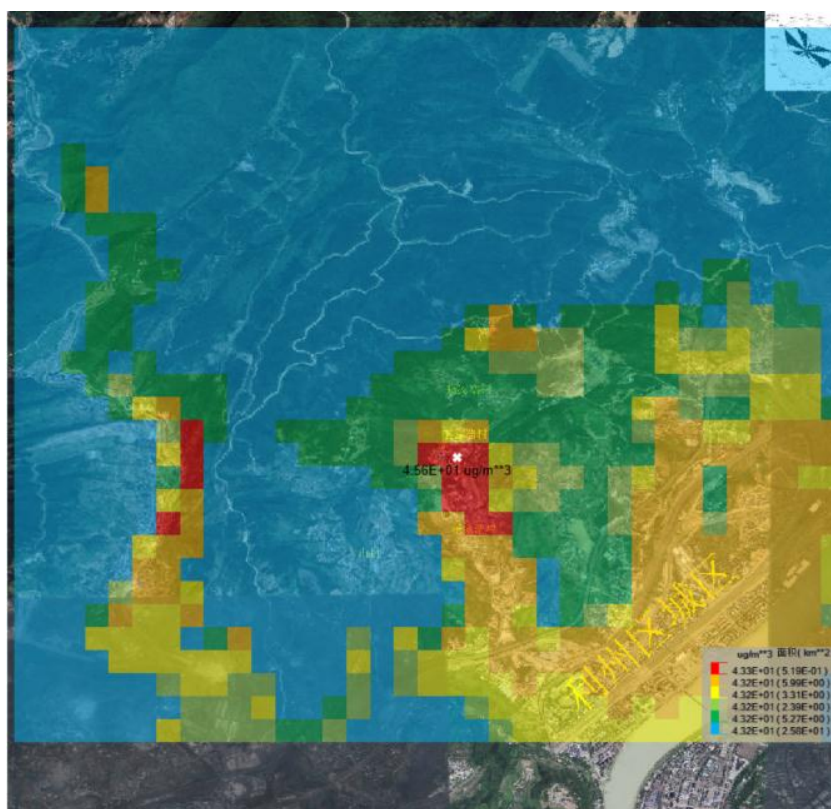 4.56E+01 ug/m**3
利州区城区
ug/m**3 面积( km**2
4.33E+01( 5.19E-01)
4.32E+01( 5.99E+00)
4.32E+01( 3.31E+00)
4.32E+01( 2.39E+00)
4.32E+01( 5.27E+00)
4.32E+01( 2.58E+01)